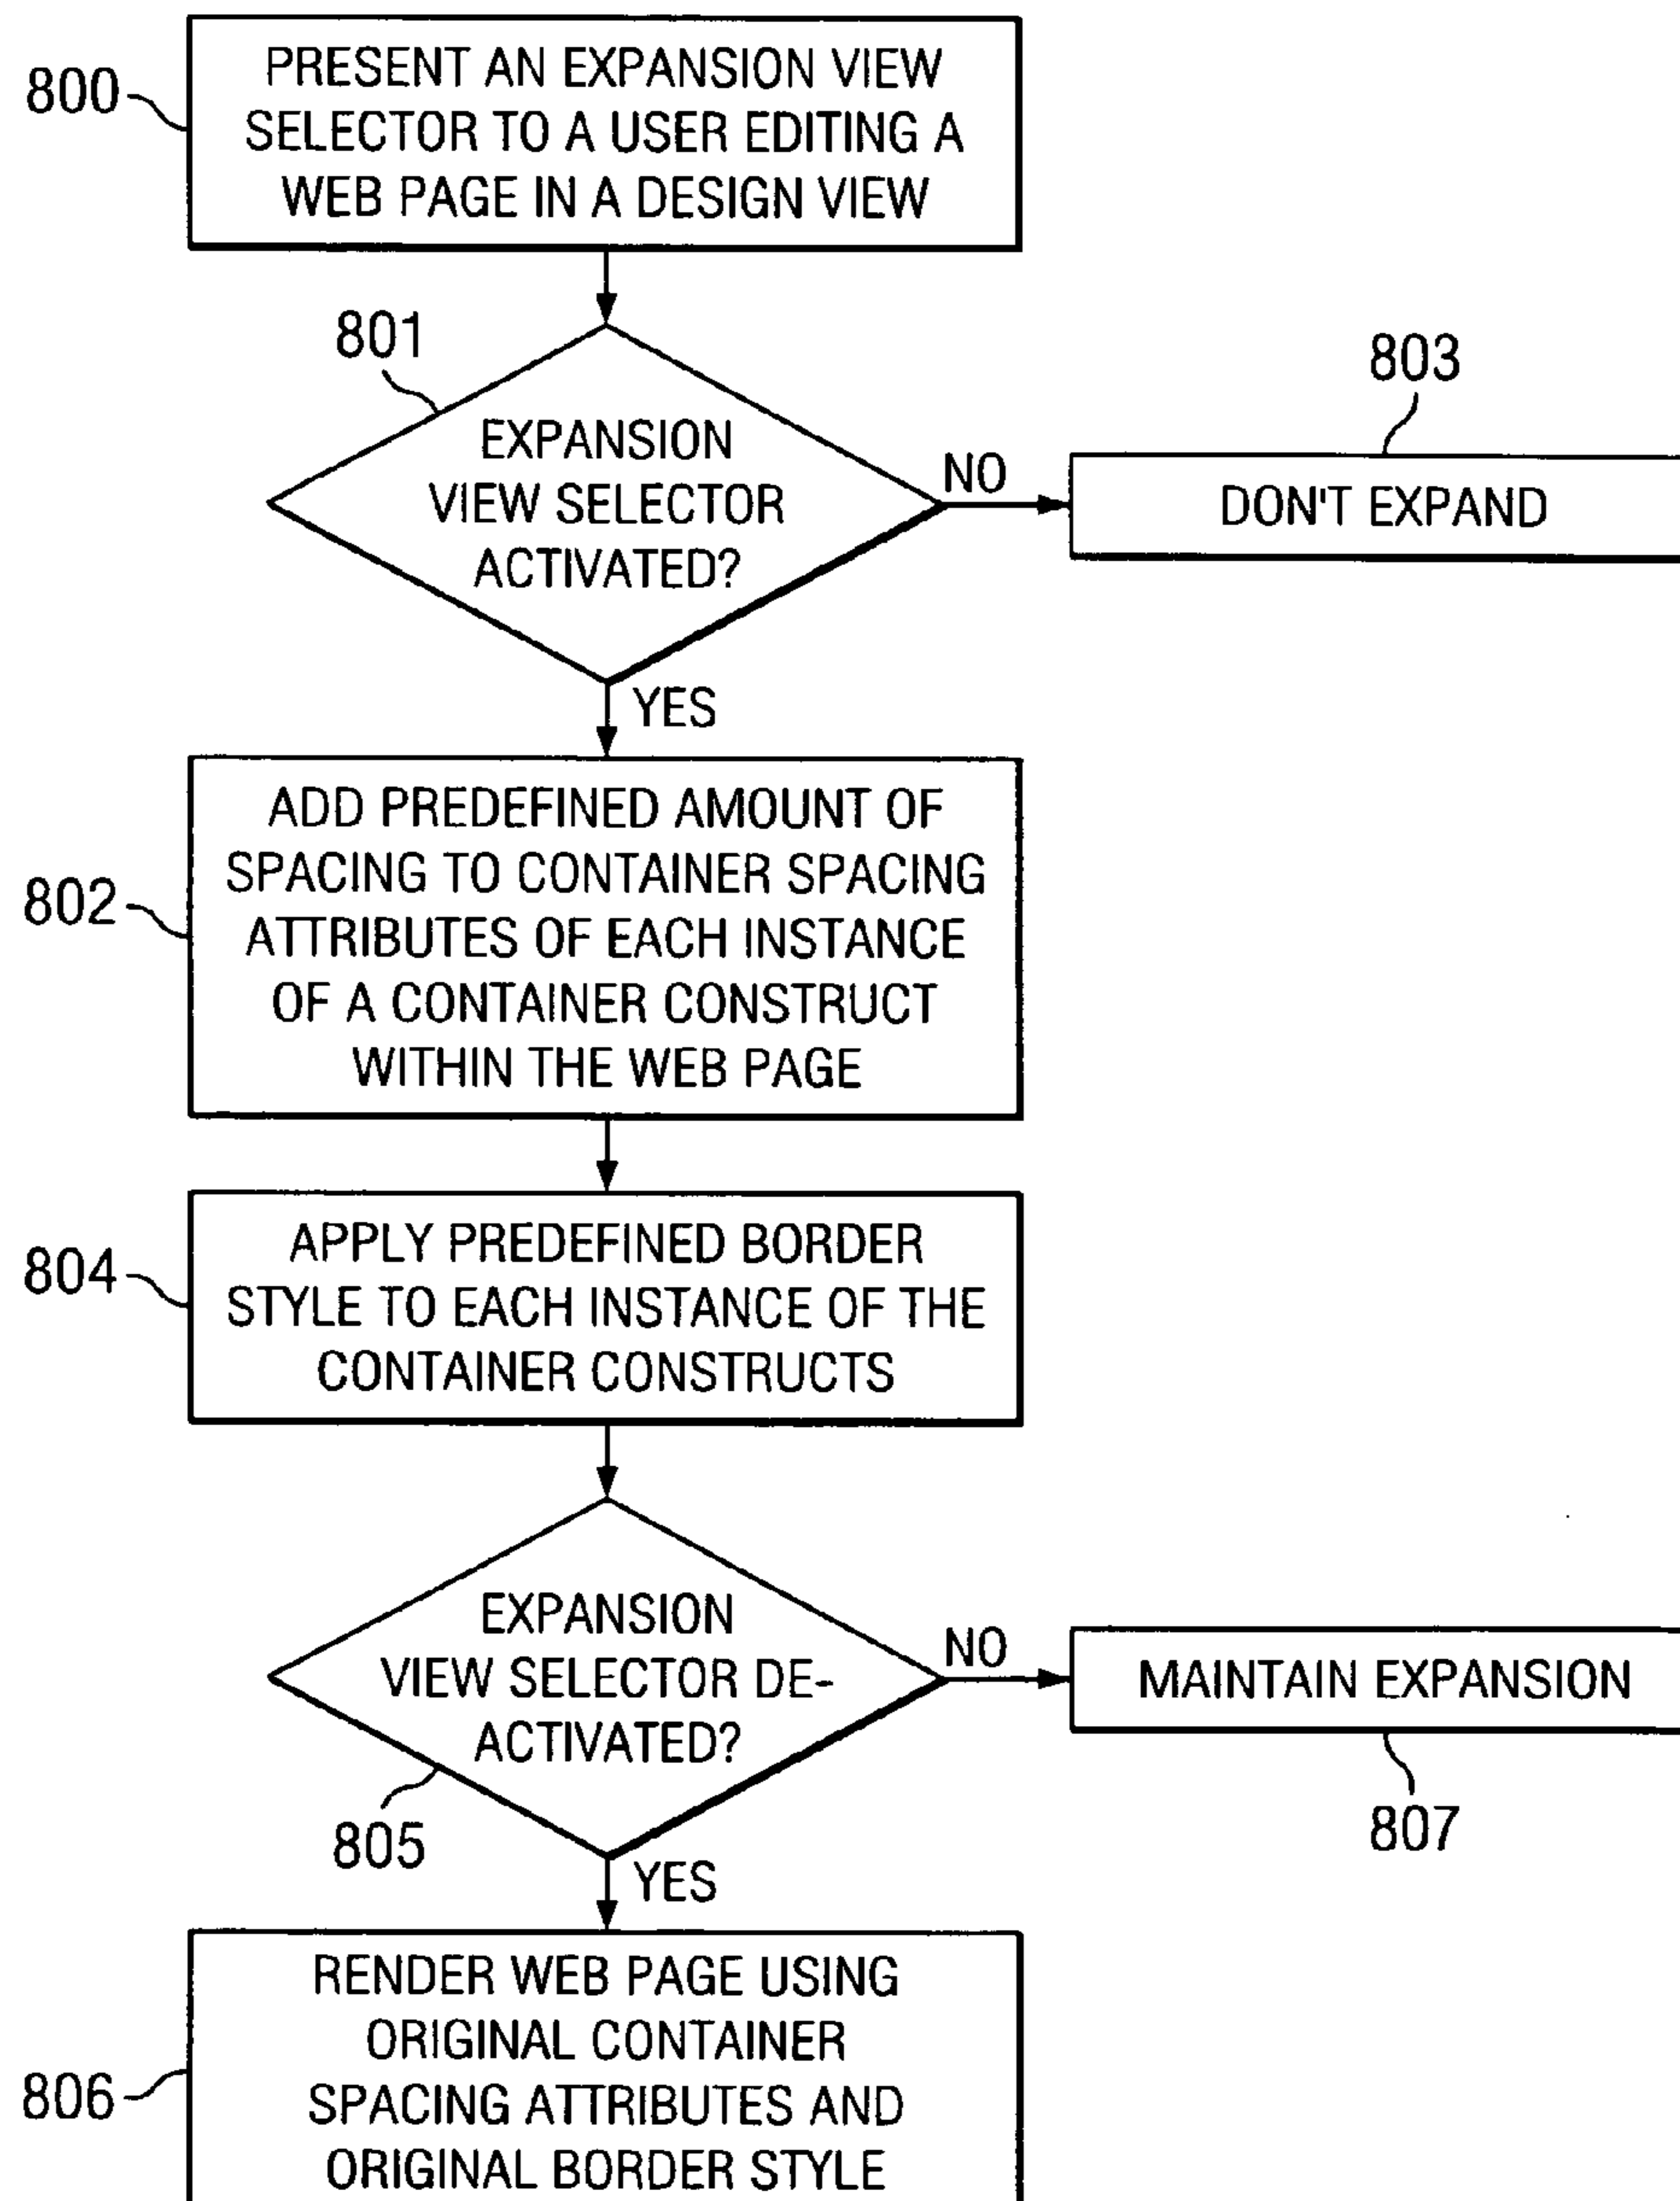 800
PRESENT AN EXPANSION VIEW
SELECTOR TO A USER EDITING A
WEB PAGE IN A DESIGN VIEW
801
EXPANSION
VIEW SELECTOR
ACTIVATED?
NO
803
DON'T EXPAND
YES
802
ADD PREDEFINED AMOUNT OF
SPACING TO CONTAINER SPACING
ATTRIBUTES OF EACH INSTANCE
OF A CONTAINER CONSTRUCT
WITHIN THE WEB PAGE
804
APPLY PREDEFINED BORDER
STYLE TO EACH INSTANCE OF THE
CONTAINER CONSTRUCTS
EXPANSION
VIEW SELECTOR DE-
ACTIVATED?
805
NO
MAINTAIN EXPANSION
807
YES
806
RENDER WEB PAGE USING
ORIGINAL CONTAINER
SPACING ATTRIBUTES AND
ORIGINAL BORDER STYLE